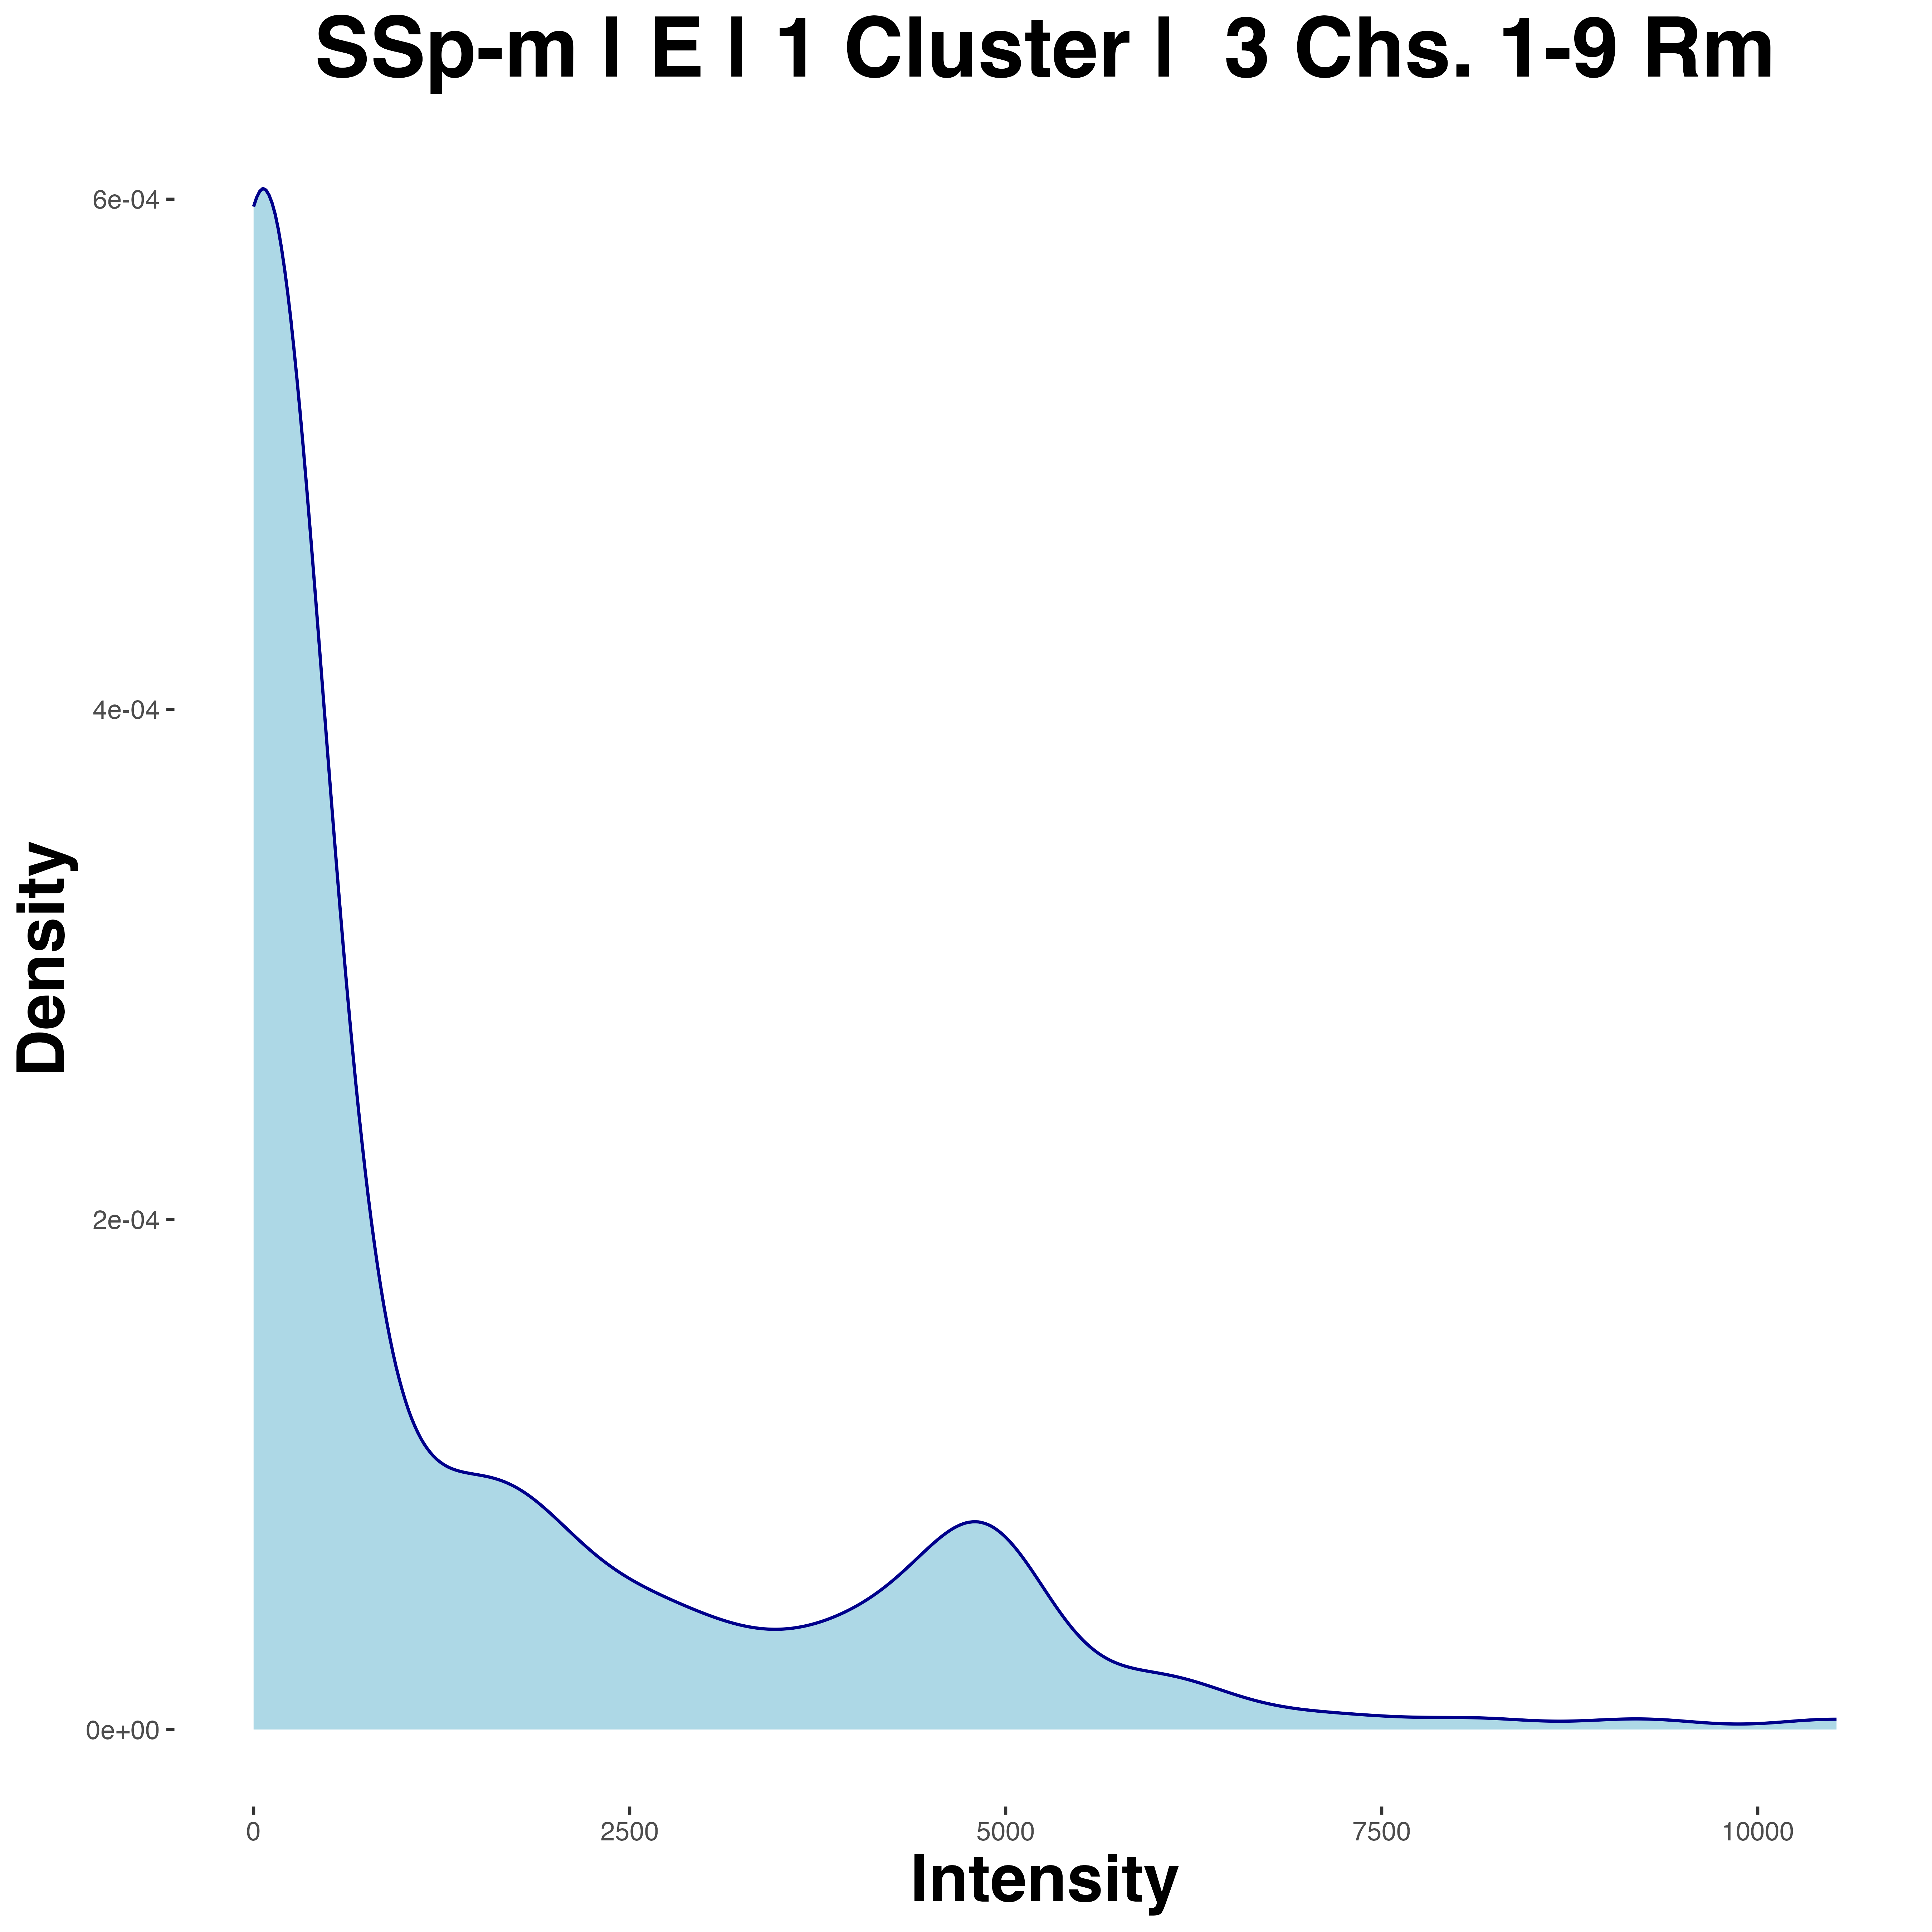 SSp-m | E | 1 Cluster | 3 Chs. 1-9 Rm
6e-04
4e-04
2e-04
0e+00
Density
0 2500 5000 7500 10000
Intensity